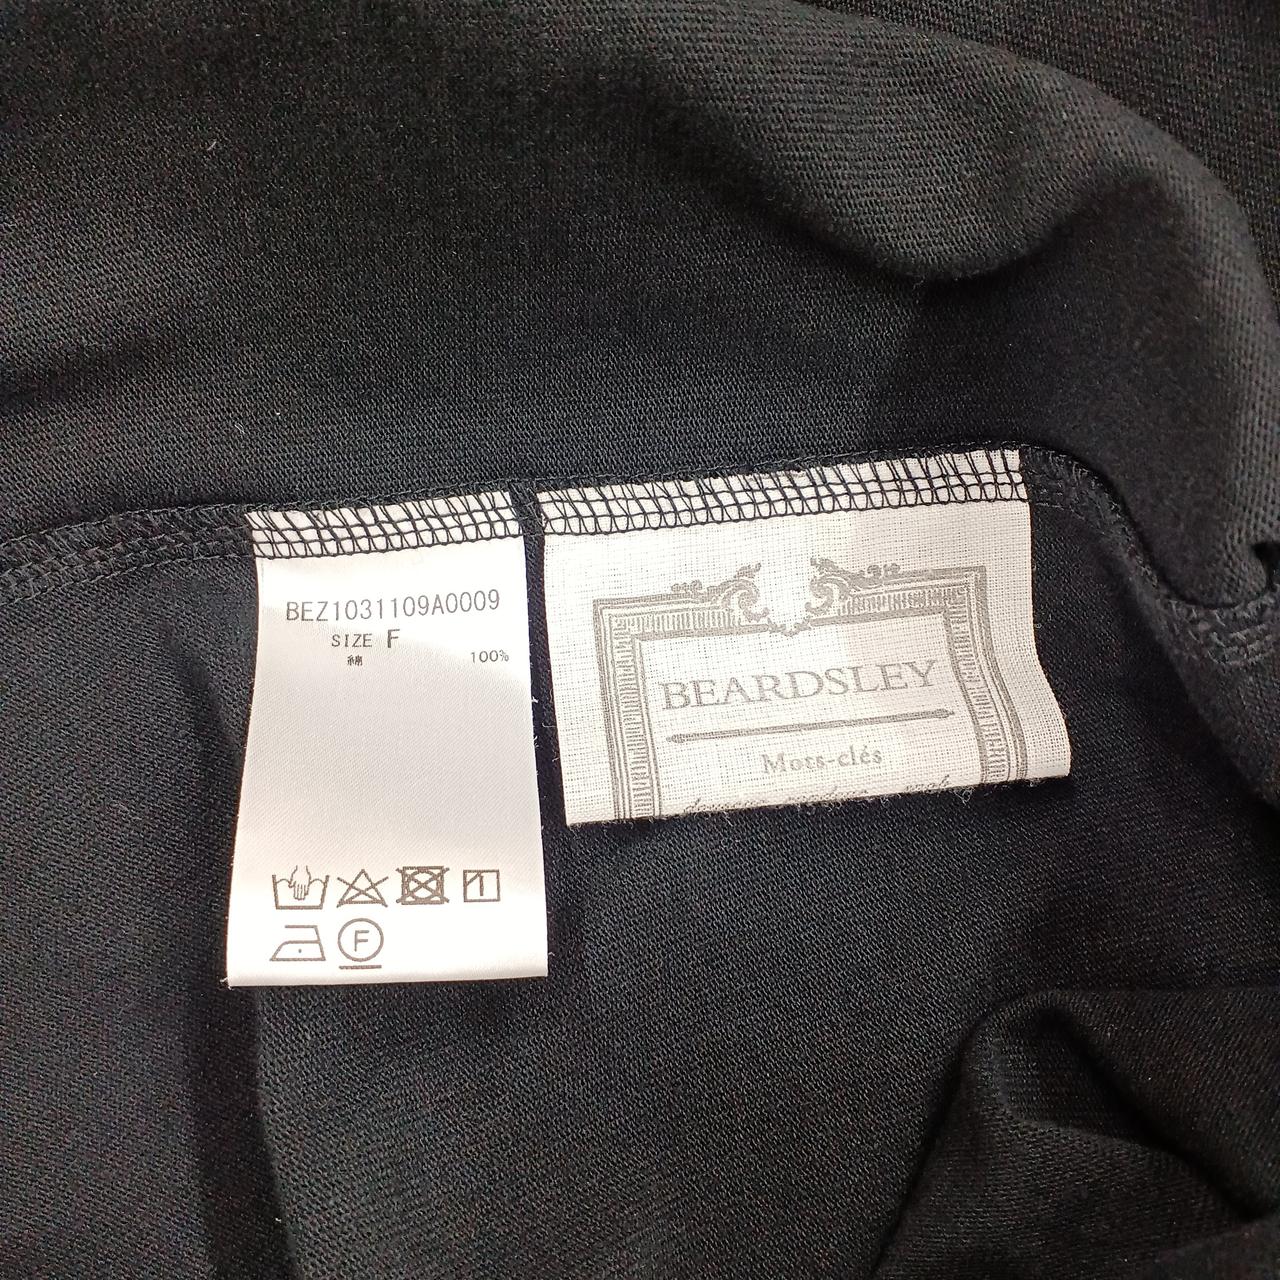 BEZ1031109A0009
SIZE F
綿 100%
F
BEARDSLEY
Mots-clés